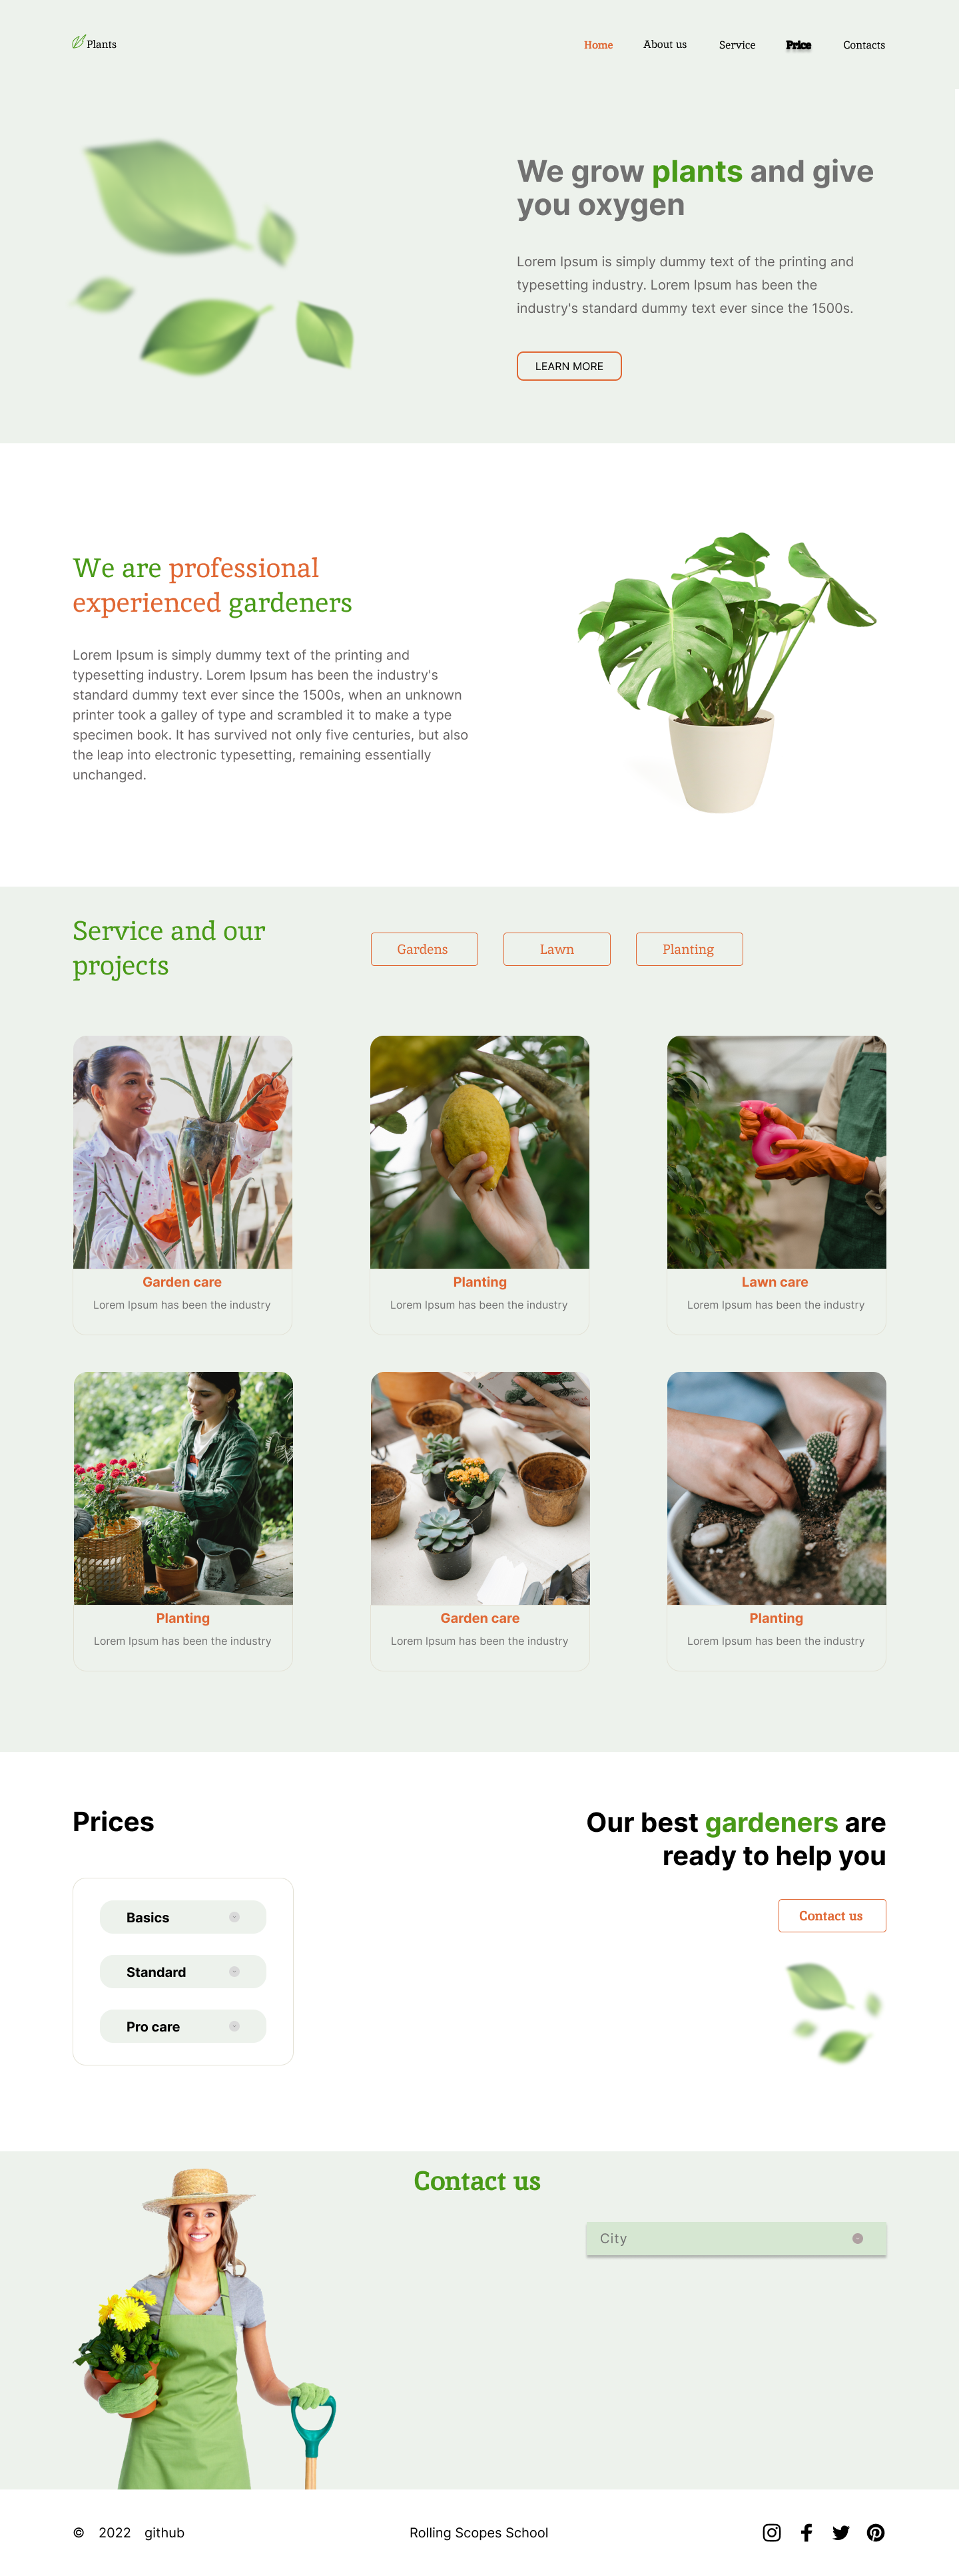 Plants
Home
About us
Service
Price
Contacts
We grow plants and give
you oxygen
Lorem Ipsum is simply dummy text of the printing and
typesetting industry. Lorem Ipsum has been the
industry's standard dummy text ever since the 1500s.
LEARN MORE
We are professional
experienced gardeners
Lorem Ipsum is simply dummy text of the printing and
typesetting industry. Lorem Ipsum has been the industry's
standard dummy text ever since the 1500s, when an unknown
printer took a galley of type and scrambled it to make a type
specimen book. It has survived not only five centuries, but also
the leap into electronic typesetting, remaining essentially
unchanged.
Service and our
projects
Gardens
Lawn
Planting
Garden care
Lorem Ipsum has been the industry
Planting
Lorem Ipsum has been the industry
Lawn care
Lorem Ipsum has been the industry
Planting
Lorem Ipsum has been the industry
Garden care
Lorem Ipsum has been the industry
Planting
Lorem Ipsum has been the industry
Prices
Basics
Standard
Pro care
Our best gardeners are
ready to help you
Contact us
Contact us
City
© 2022 github
Rolling Scopes School